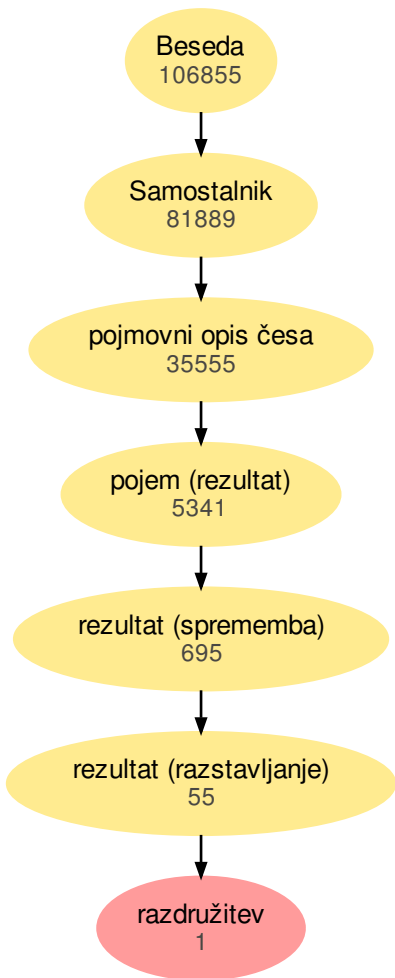 Beseda
106855
Samostalnik
81889
pojmovni opis česa
35555
pojem (rezultat)
5341
rezultat (sprememba)
695
rezultat (razstavljanje)
55
razdružitev
1